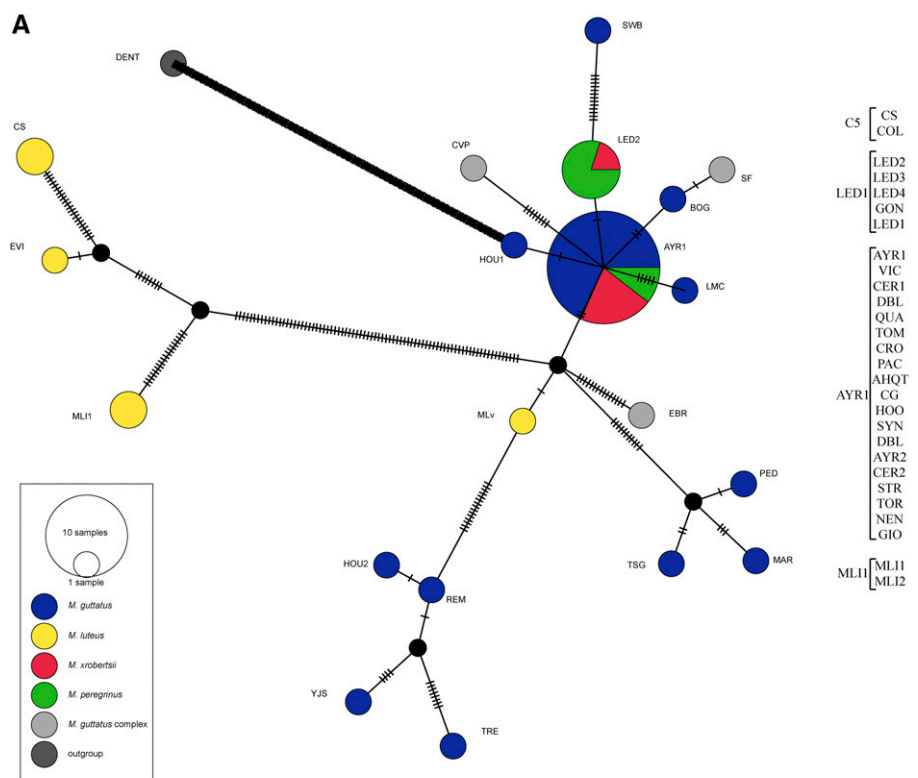 A
SWB
DENT
CS
CVP
LED2
SF
BOG
EVI
HOU1
AYR1
LMC
MLI1
MLv
EBR
PED
HOU2
REM
TSG
MAR
YJS
TRE
10 samples
1 sample
M. guttatus
M. luteus
M. xrobertsii
M. peregrinus
M. guttatus complex
outgroup
C5
CS
COL
LED1
LED2
LED3
LED4
GON
LED1
AYR1
AYR1
VIC
CER1
DBL
QUA
TOM
CRO
PAC
AHQT
CG
HOO
SYN
DBL
AYR2
CER2
STR
TOR
NEN
GIO
MLI1
MLI1
MLI2